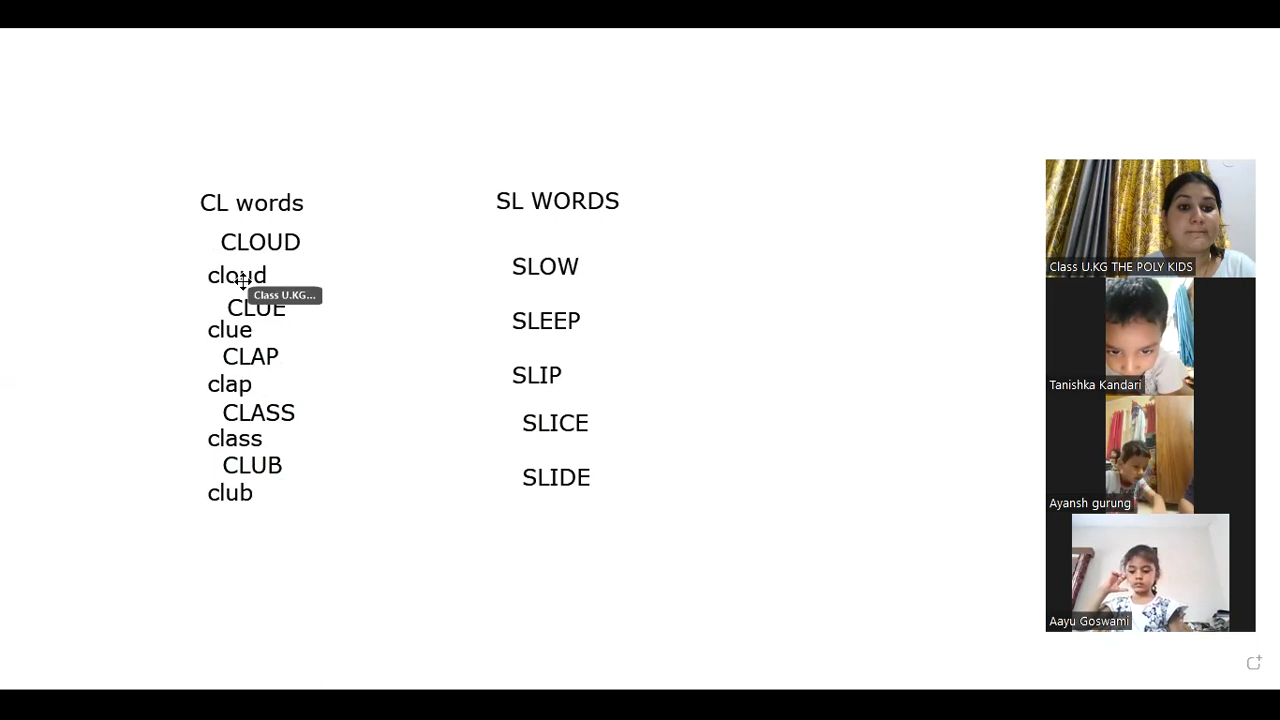 CL words
CLOUD
cloud
Class U.KG...
CLUE
clue
CLAP
clap
CLASS
class
CLUB
club
SL WORDS
SLOW
SLEEP
SLIP
SLICE
SLIDE
Class U.KG THE POLY KIDS
Tanishka Kandari
Ayansh gurung
Aayu Goswami